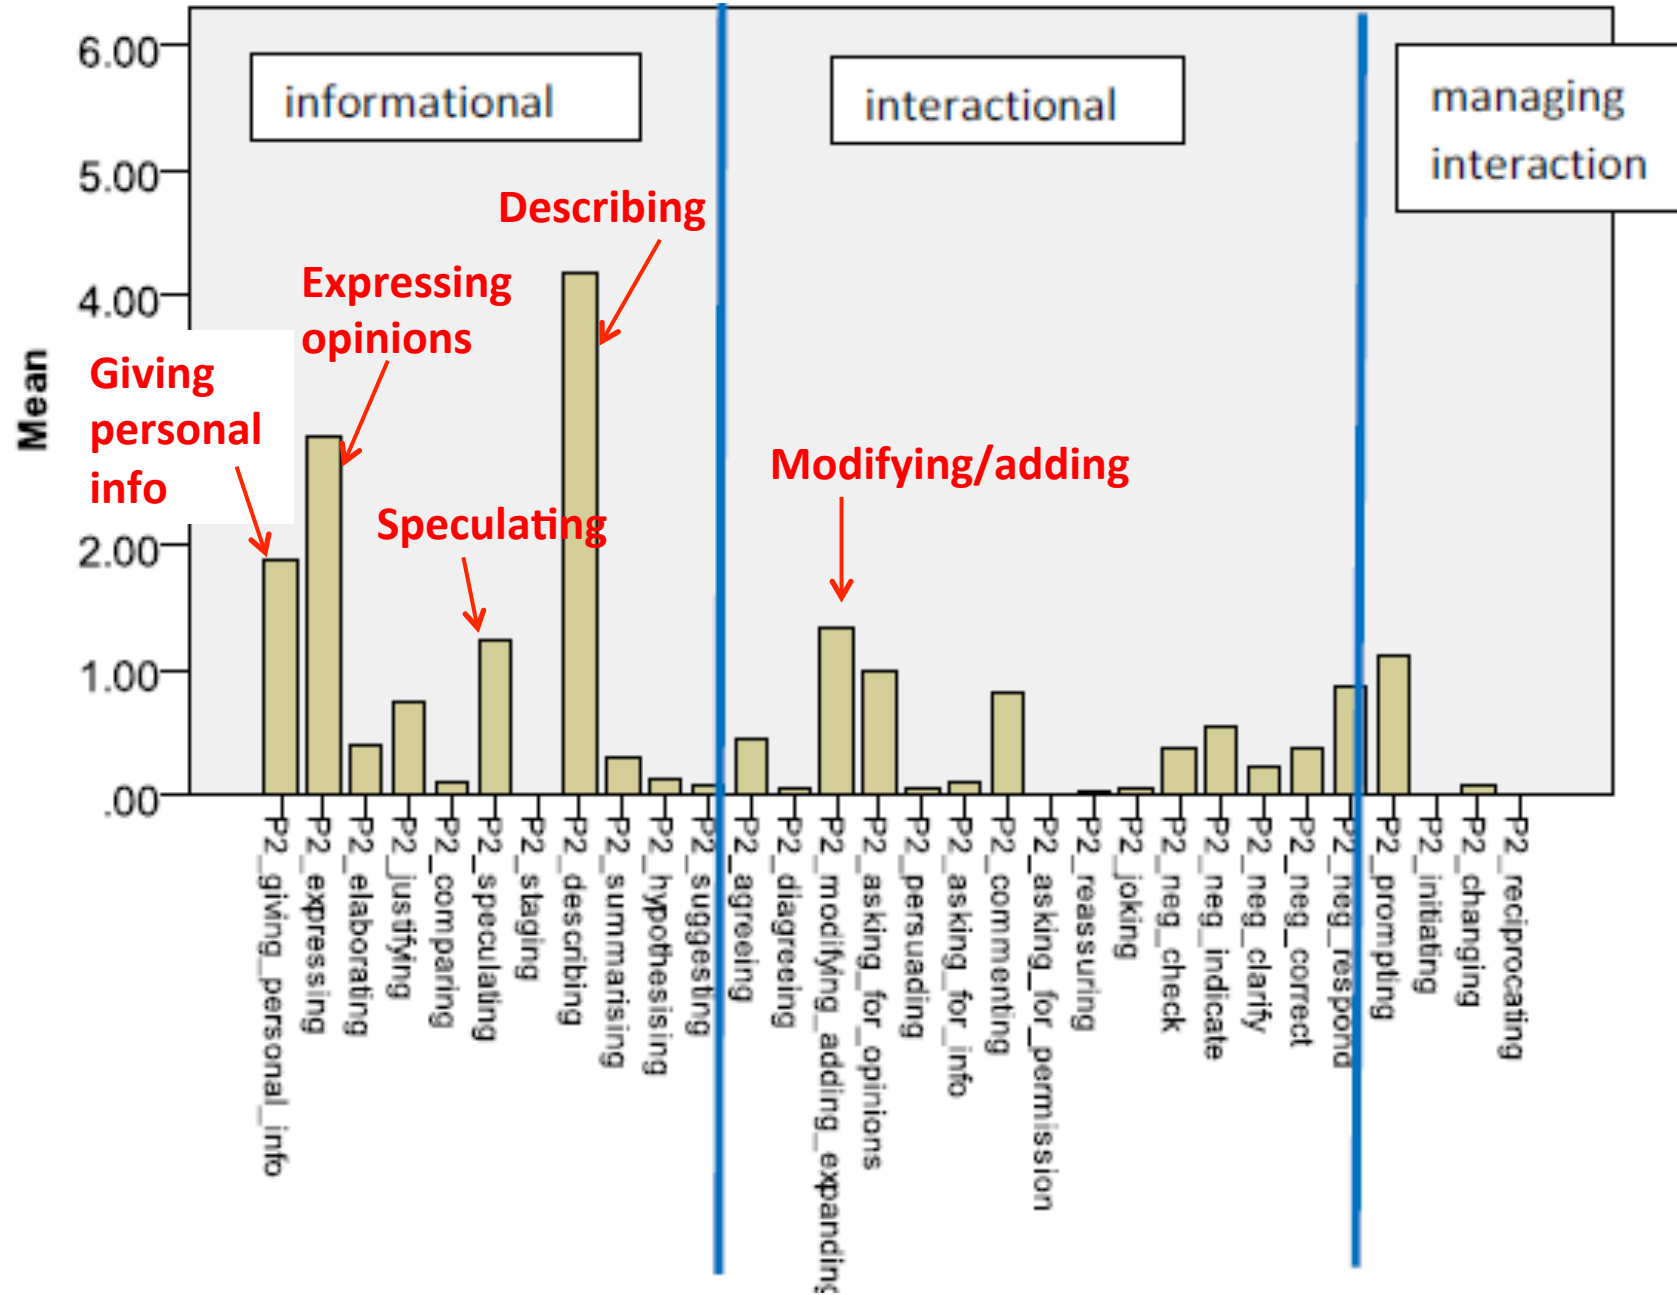 6.00
5.00
4.00
2.00
1.00
.00
Mean
informational
interactional
managing
interaction
Describing
Expressing
opinions
Giving
personal
info
Speculating
Modifying/adding
P2_giving_personal_info
P2_expressing
P2_elaborating
P2_justifying
P2_comparing
P2_speculating
P2_staging
P2_describing
P2_summarising
P2_hypothesising
P2_suggesting
P2_agreeing
P2_diagreeing
P2_modifying_adding_expanding
P2_asking_for_opinions
P2_persuading
P2_asking_for_info
P2_commenting
P2_asking_for_permission
P2_reassuring
P2_joking
P2_neg_check
P2_neg_indicate
P2_neg_clarify
P2_neg_correct
P2_neg_respond
P2_prompting
P2_initiating
P2_changing
P2_reciprocating